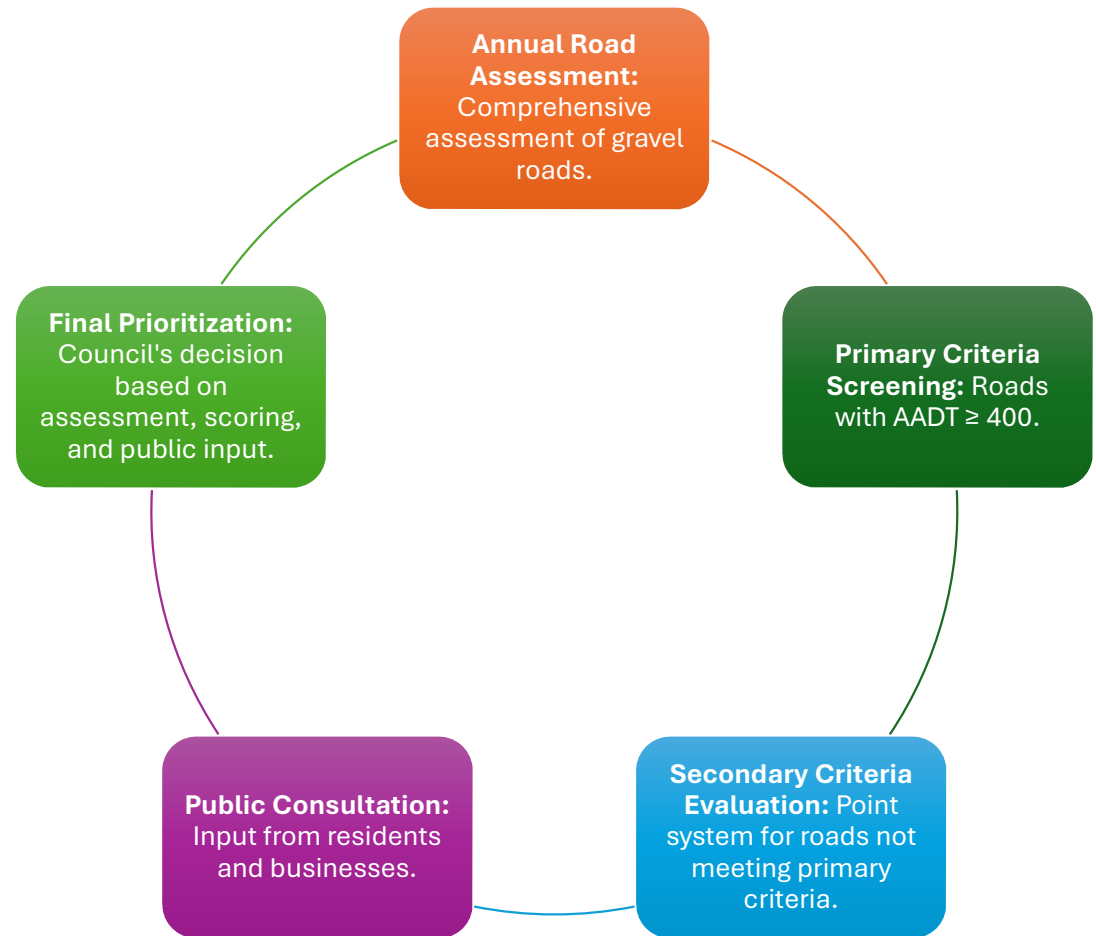 Annual Road
Assessment:
Comprehensive
assessment of gravel
roads.
Primary Criteria
Screening: Roads
with AADT ≥ 400.
Secondary Criteria
Evaluation: Point
system for roads not
meeting primary
criteria.
Public Consultation:
Input from residents
and businesses.
Final Prioritization:
Council's decision
based on
assessment, scoring,
and public input.